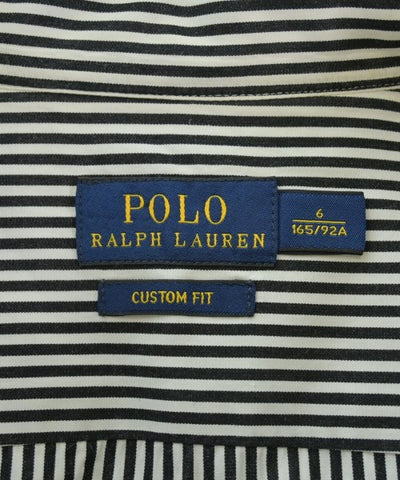 POLO
RALPH LAUREN
6
165/92A
CUSTOM FIT